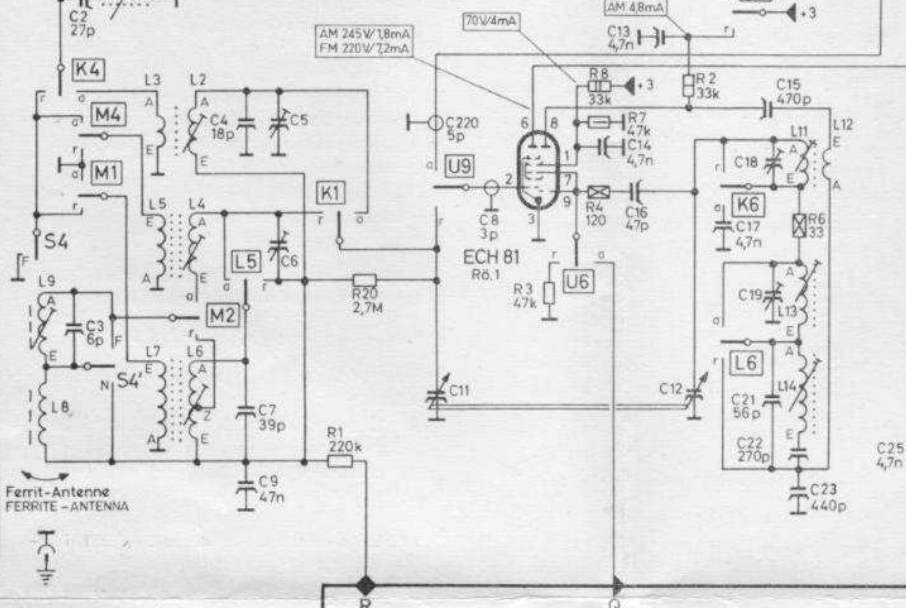 C2
27p
AM 245V/1,8mA
FM 220V/7,2mA
70V/4mA
AM 4,8mA
+3
C13
4,7n
r
K4
r
a
M4
a
M1
a
r
S4
F
L3
A
E
L2
A
E
C4
18p
C5
K1
r
a
C220
5p
a
U9
r
C8
3p
6
8
2
1
7
9
3
ECH 81
Rö.1
R8
33k
+3
R7
47k
C14
4,7n
R2
33k
C15
470p
R4
120
C16
47p
L11
A
E
L12
E
A
C18
r
K6
a
C17
4,7n
R6
33
L5
E
A
L4
A
E
a
C6
L5
a
r
R20
2,7M
R3
47k
r
a
U6
C19
L13
A
E
a
L6
r
L9
A
E
C3
6p
F
S4'
N
M2
r
L7
E
A
L6
A
Z
E
C7
39p
C11
C12
L14
A
E
C21
56p
C22
270p
C23
440p
C25
4,7n
L8
R1
220k
C9
47n
Ferrit-Antenne
FERRITE-ANTENNA
R